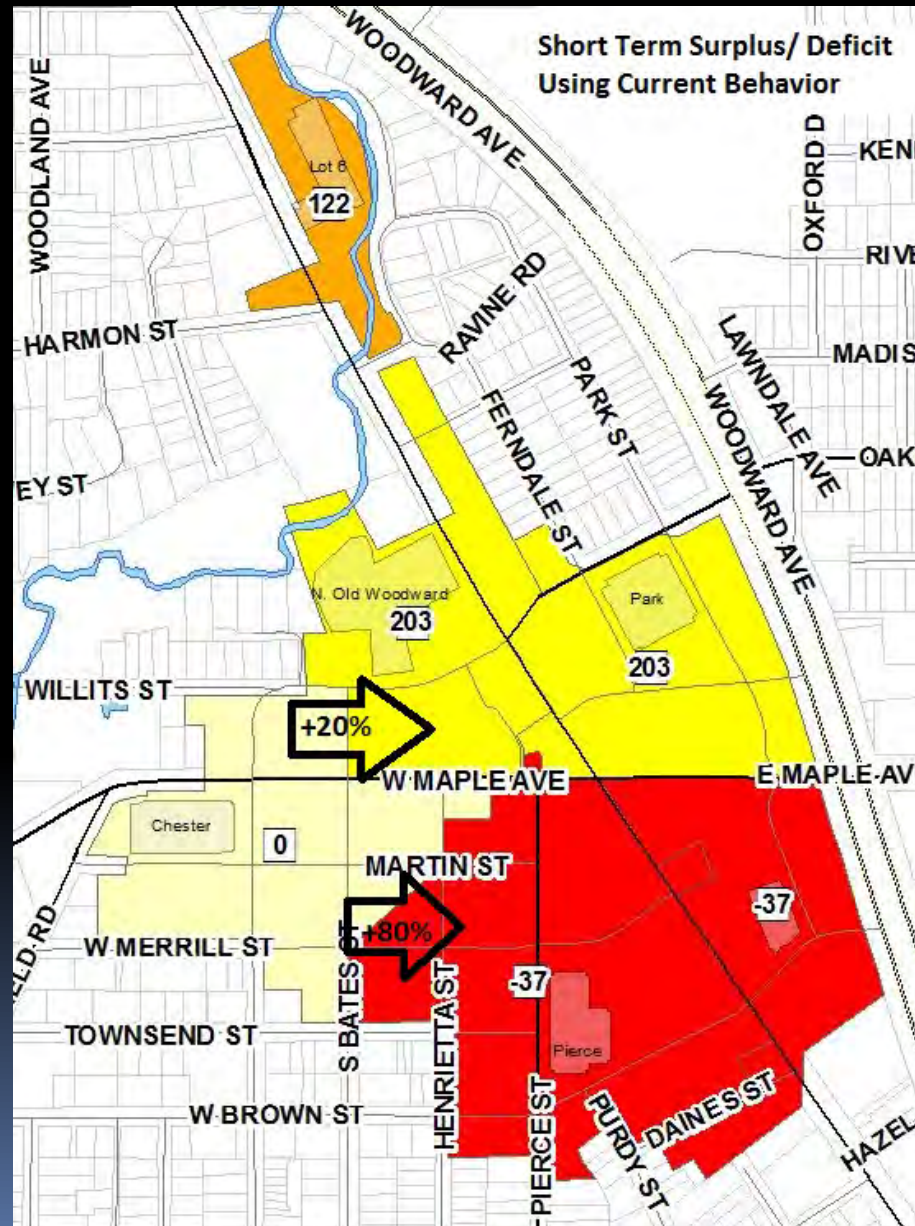 Short Term Surplus/ Deficit
Using Current Behavior
WOODWARD AVE
WOODLAND AVE
OXFORD D
KEN
Lot 6
122
RIVE
RAVINE RD
HARMON ST
LAWNDALE AVE
MADIS
PARK ST
FERNDALE ST
WOODWARD AVE
OAK
EY ST
N. Old Woodward
203
Park
203
WILLITS ST
+20%
W MAPLE AVE
E MAPLE AV
Chester
0
MARTIN ST
-37
+80%
W MERRILL ST
ELD RD
S BATES ST
HENRIETTA ST
-37
TOWNSEND ST
Pierce
W BROWN ST
PIERCE ST
PURDY ST
DAINES ST
HAZEL